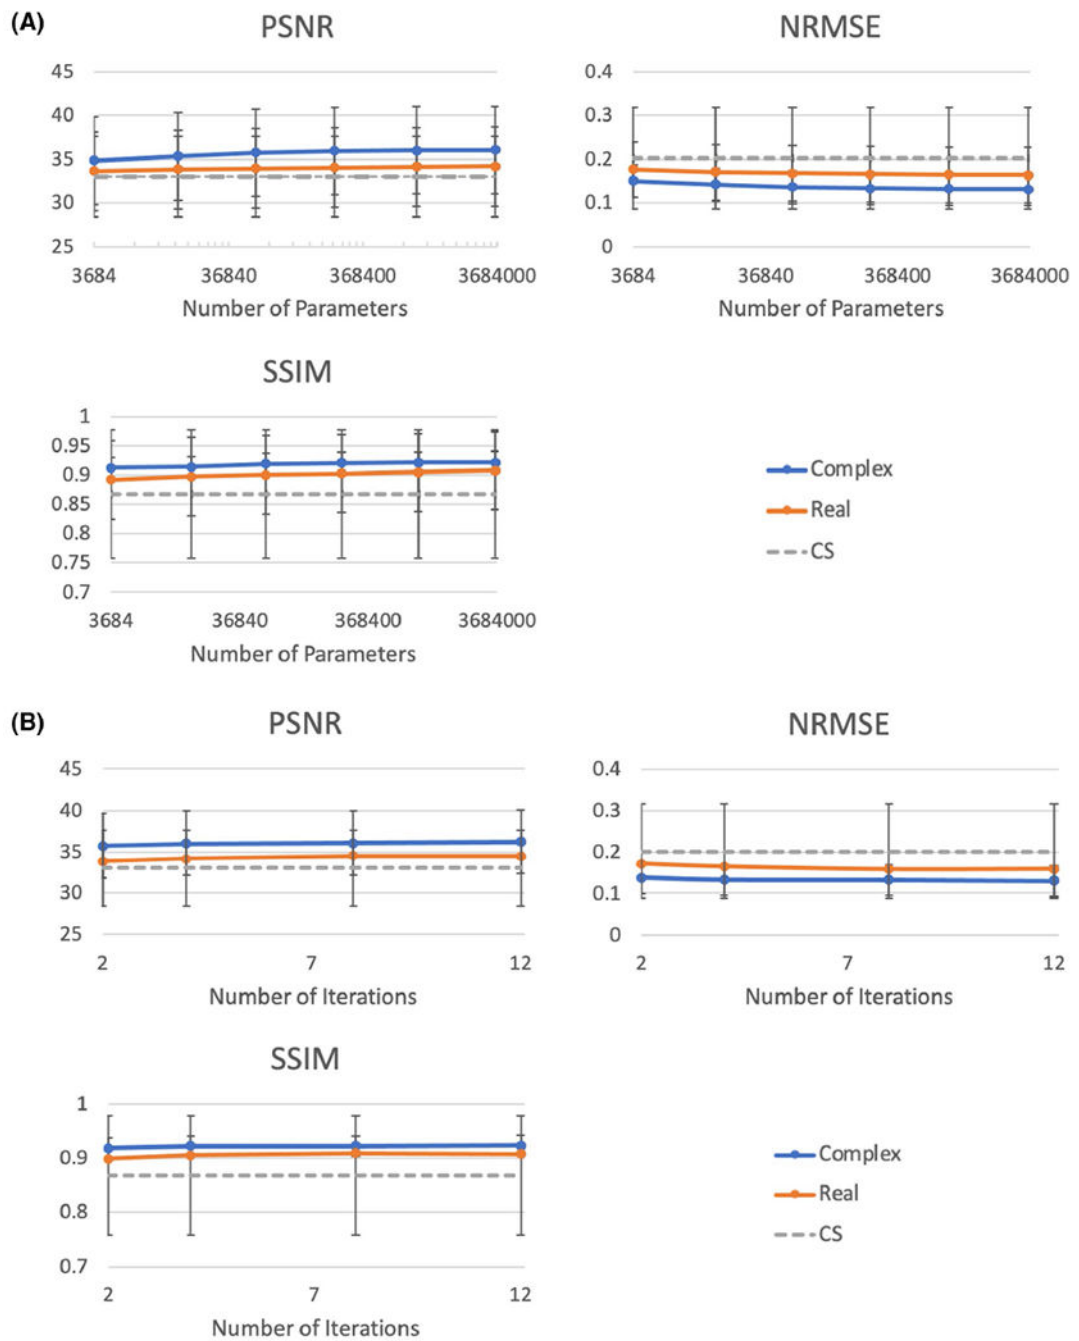 (A)
PSNR
NRMSE
45
40
35
30
25
3684 36840 368400 3684000
Number of Parameters
0.4
0.3
0.2
0.1
0
3684 36840 368400 3684000
Number of Parameters
SSIM
1
0.95
0.9
0.85
0.8
0.75
0.7
3684 36840 368400 3684000
Number of Parameters
Complex
Real
CS
(B)
PSNR
NRMSE
45
40
35
30
25
2 7 12
Number of Iterations
0.4
0.3
0.2
0.1
0
2 7 12
Number of Iterations
SSIM
1
0.9
0.8
0.7
2 7 12
Number of Iterations
Complex
Real
CS